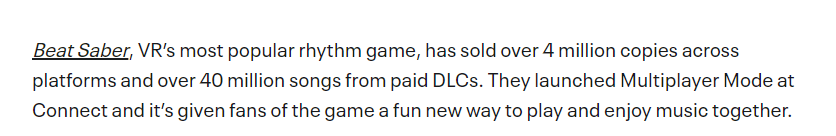 Beat Saber, VR's most popular rhythm game, has sold over 4 million copies across
platforms and over 40 million songs from paid DLCs. They launched Multiplayer Mode at
Connect and it's given fans of the game a fun new way to play and enjoy music together.